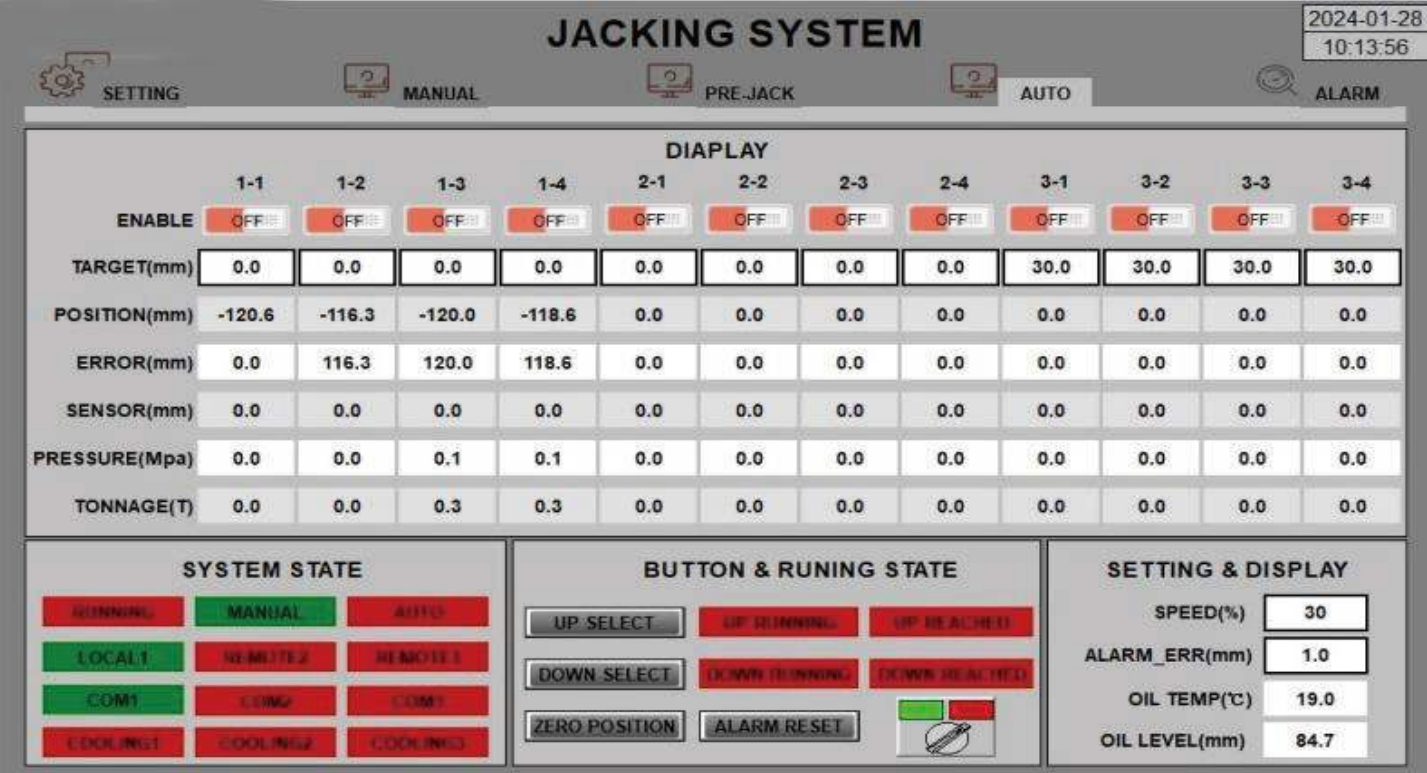 JACKING SYSTEM
2024-01-28
10:13:56
SETTING MANUAL PRE-JACK AUTO ALARM
DIAPLAY
1-1 1-2 1-3 1-4 2-1 2-2 2-3 2-4 3-1 3-2 3-3 3-4
ENABLE OFF OFF OFF OFF OFF OFF OFF OFF OFF OFF OFF OFF
TARGET(mm) 0.0 0.0 0.0 0.0 0.0 0.0 0.0 0.0 30.0 30.0 30.0 30.0
POSITION(mm) -120.6 -116.3 -120.0 -118.6 0.0 0.0 0.0 0.0 0.0 0.0 0.0 0.0
ERROR(mm) 0.0 116.3 120.0 118.6 0.0 0.0 0.0 0.0 0.0 0.0 0.0 0.0
SENSOR(mm) 0.0 0.0 0.0 0.0 0.0 0.0 0.0 0.0 0.0 0.0 0.0 0.0
PRESSURE(Mpa) 0.0 0.0 0.1 0.1 0.0 0.0 0.0 0.0 0.0 0.0 0.0 0.0
TONNAGE(T) 0.0 0.0 0.3 0.3 0.0 0.0 0.0 0.0 0.0 0.0 0.0 0.0
SYSTEM STATE
RUNNING MANUAL AUTO
LOCAL1 REMOTE2
COM1 COM2
COOLING1 COOLING2 COOLING3
BUTTON & RUNING STATE
UP SELECT UP RUNNING UP REACHED
DOWN SELECT DOWN RUNNING DOWN REACHED
ZERO POSITION ALARM RESET
SETTING & DISPLAY
SPEED(%) 30
ALARM_ERR(mm) 1.0
OIL TEMP(℃) 19.0
OIL LEVEL(mm) 84.7